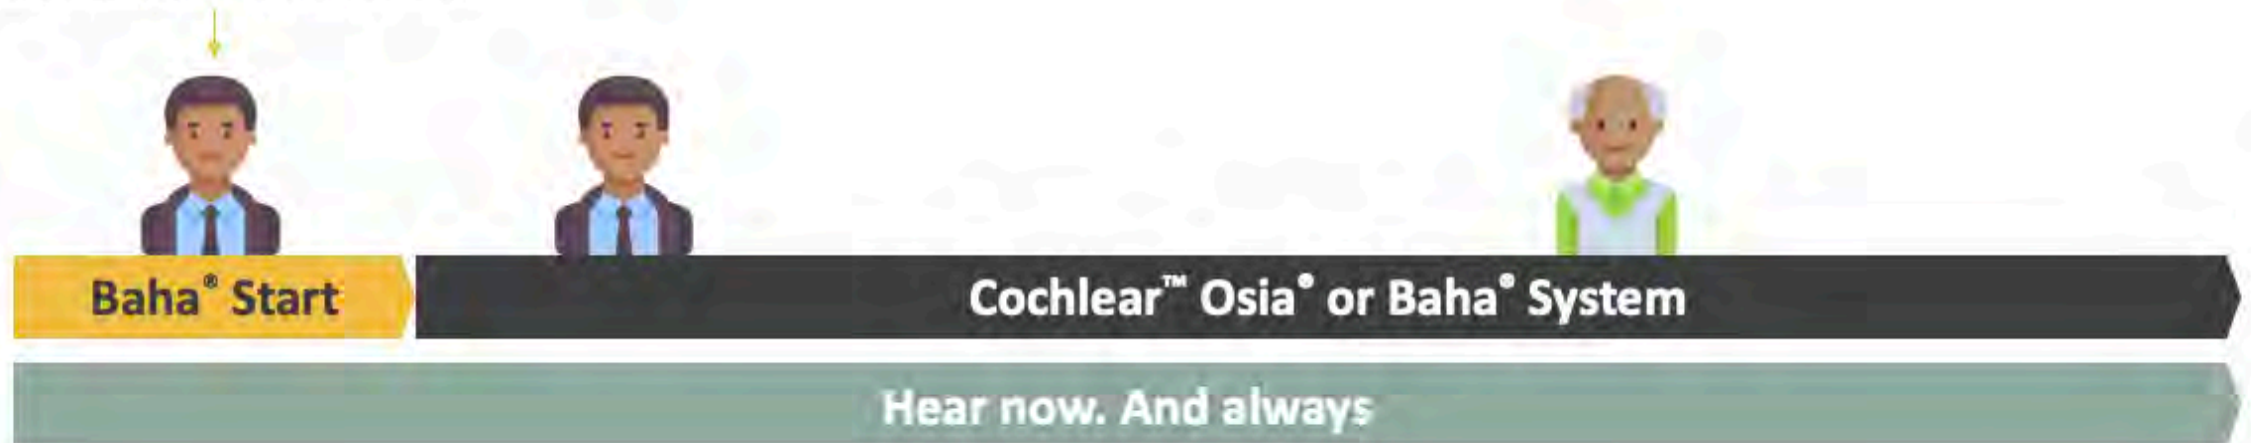 Baha® Start
Cochlear™ Osia® or Baha® System
Hear now. And always